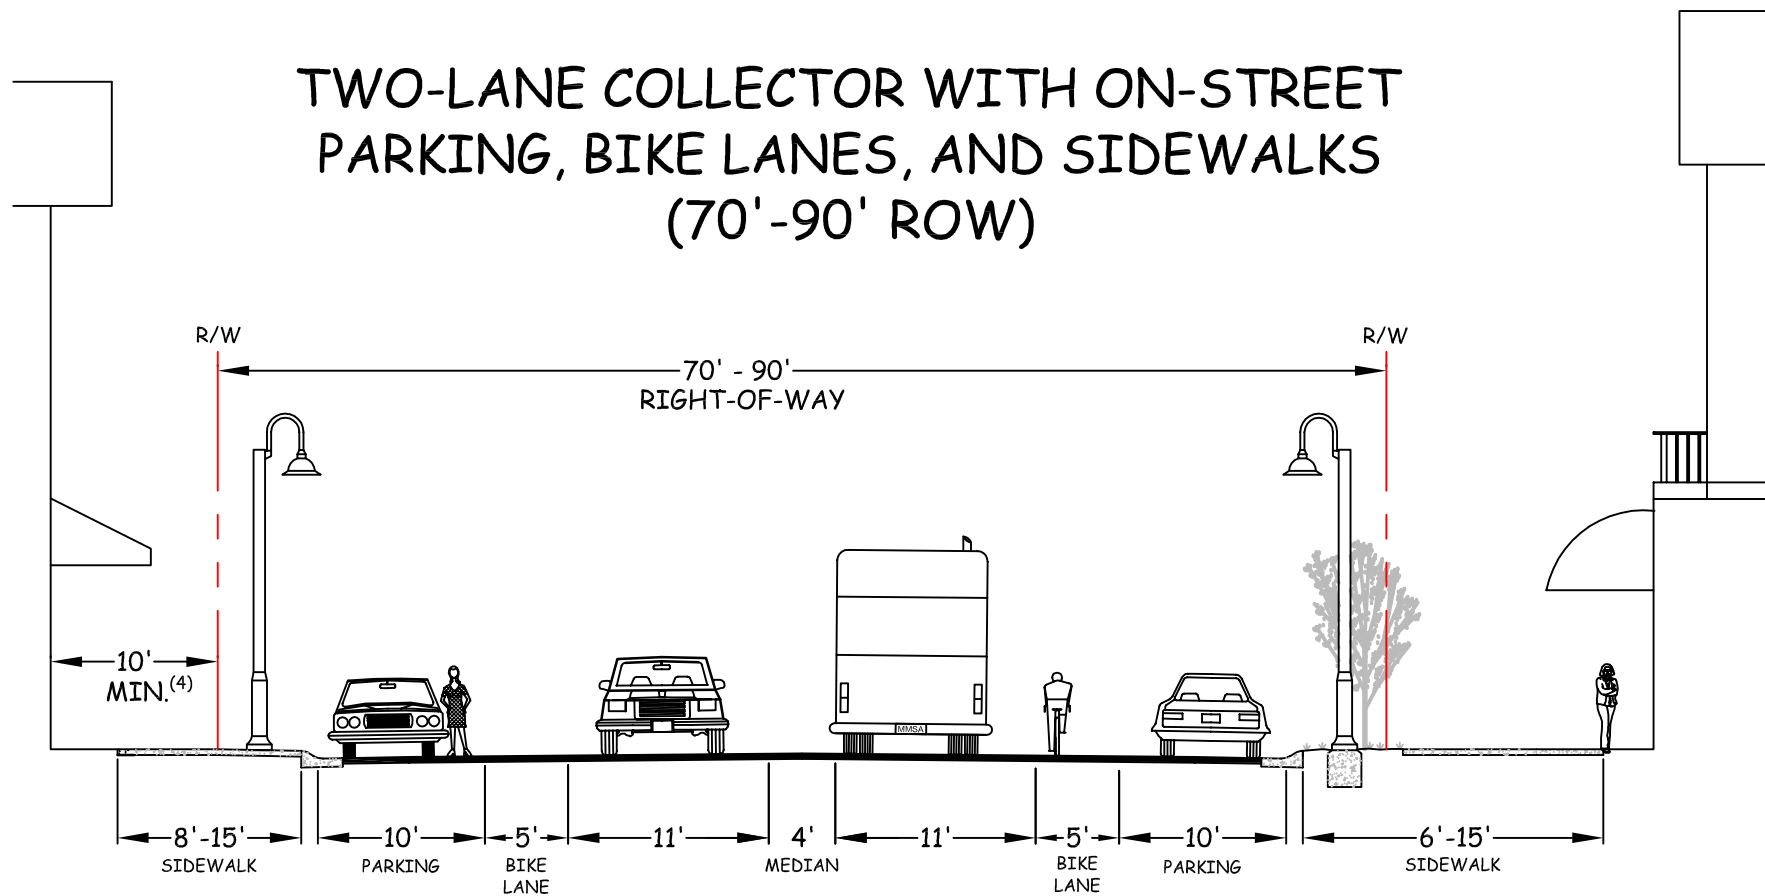 TWO-LANE COLLECTOR WITH ON-STREET
PARKING, BIKE LANES, AND SIDEWALKS
(70'-90' ROW)
R/W
R/W
70' - 90'
RIGHT-OF-WAY
10'
MIN.(4)
MMSA
8'-15'
SIDEWALK
10'
PARKING
5'
BIKE
LANE
11'
4'
MEDIAN
11'
5'
BIKE
LANE
10'
PARKING
6'-15'
SIDEWALK